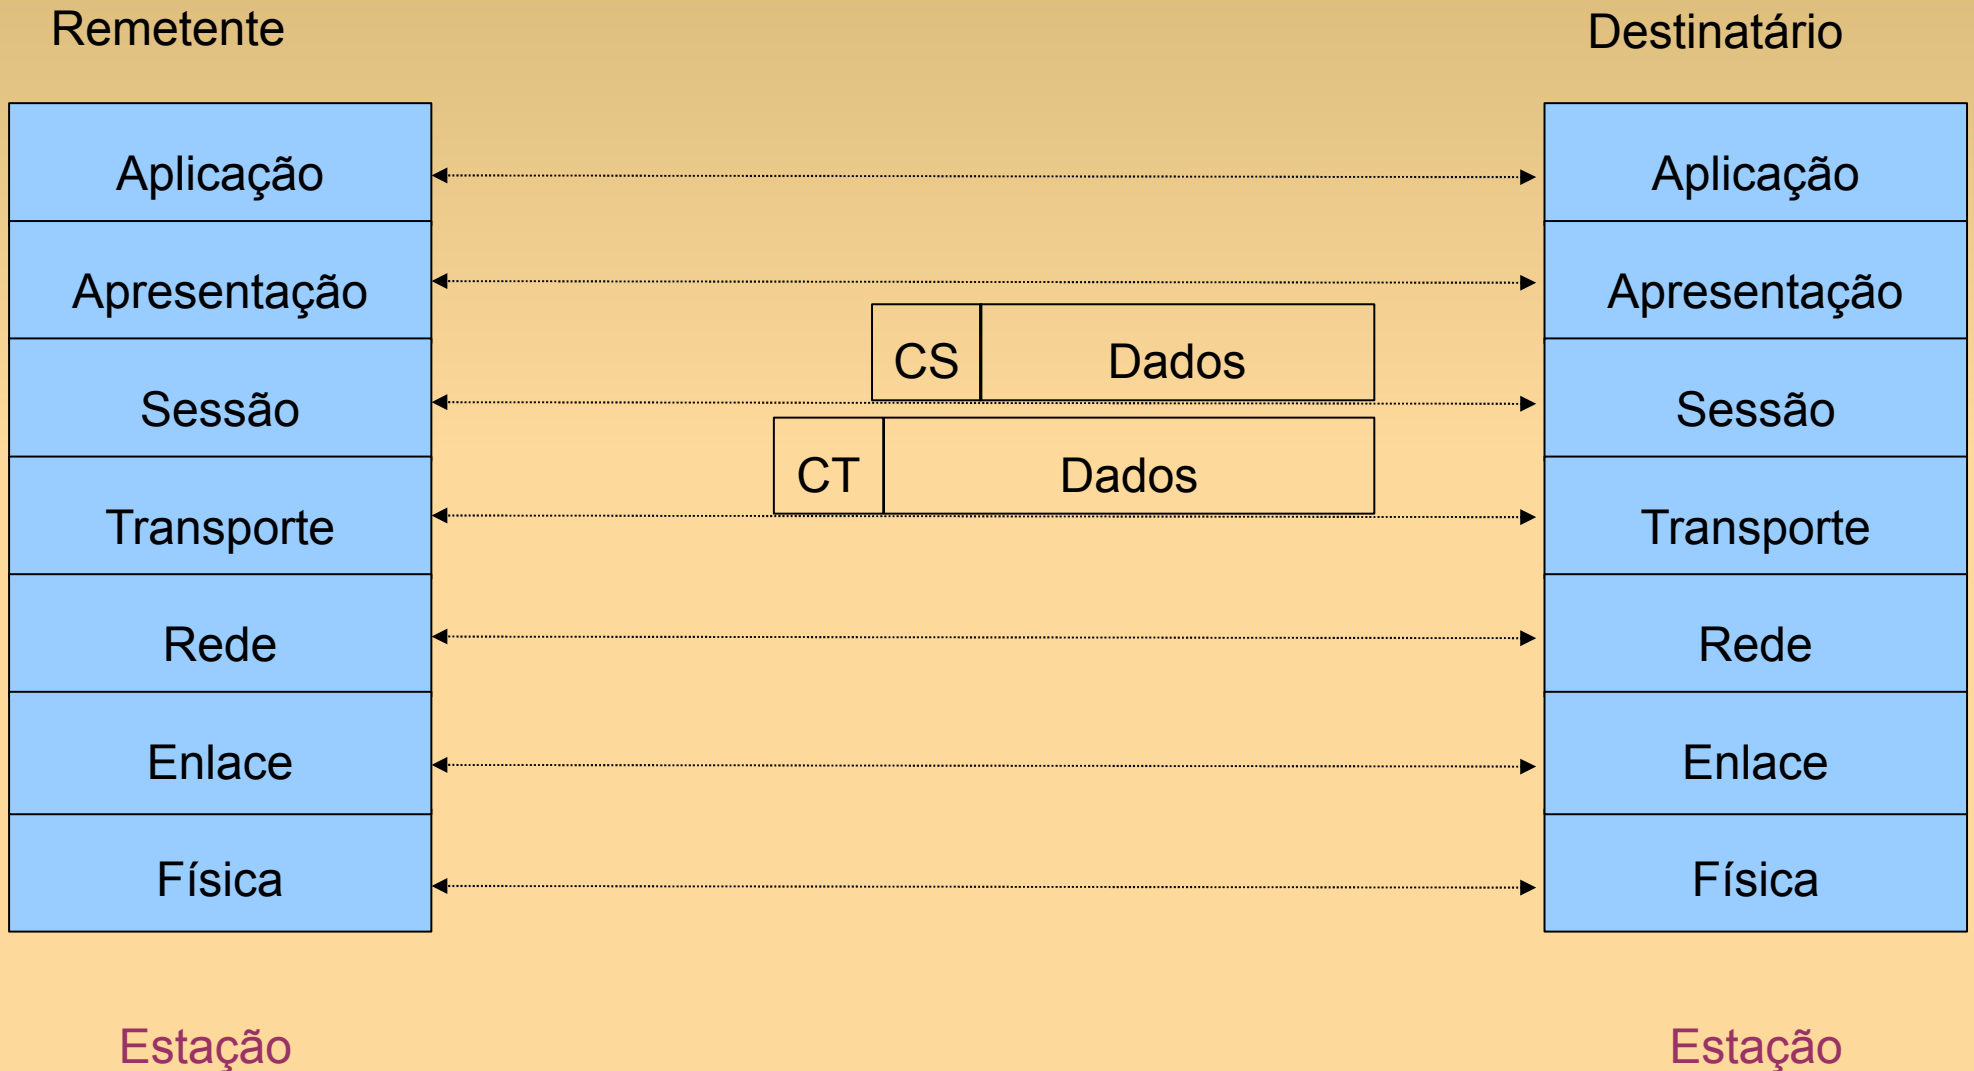 Remetente
Destinatário
Aplicação
Aplicação
Apresentação
Apresentação
CS
Dados
Sessão
Sessão
CT
Dados
Transporte
Transporte
Rede
Rede
Enlace
Enlace
Física
Física
Estação
Estação